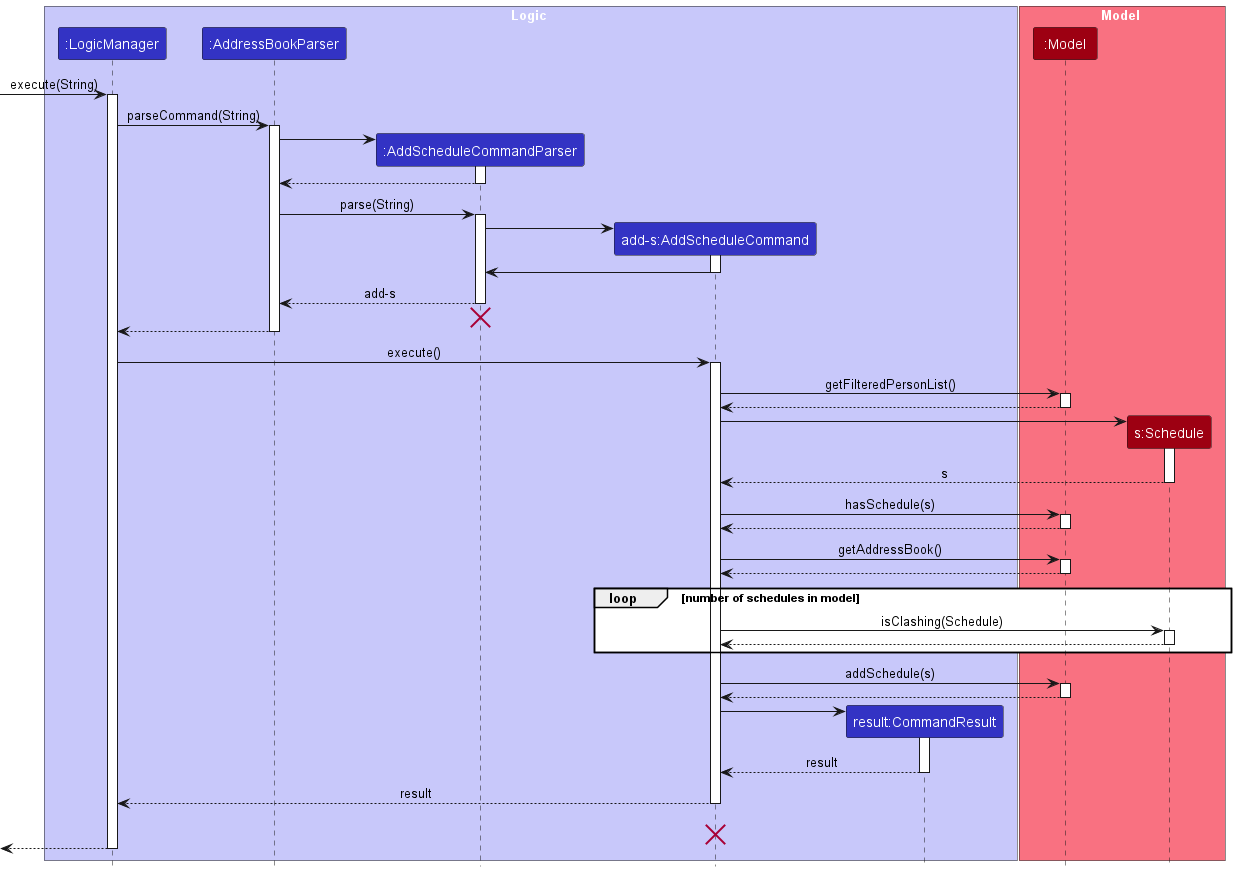 Logic
Model
:LogicManager
:AddressBookParser
:Model
execute(String)
parseCommand(String)
:AddScheduleCommandParser
parse(String)
add-s:AddScheduleCommand
add-s
execute()
getFilteredPersonList()
s:Schedule
s
hasSchedule(s)
getAddressBook()
loop [number of schedules in model]
isClashing(Schedule)
addSchedule(s)
result:CommandResult
result
result